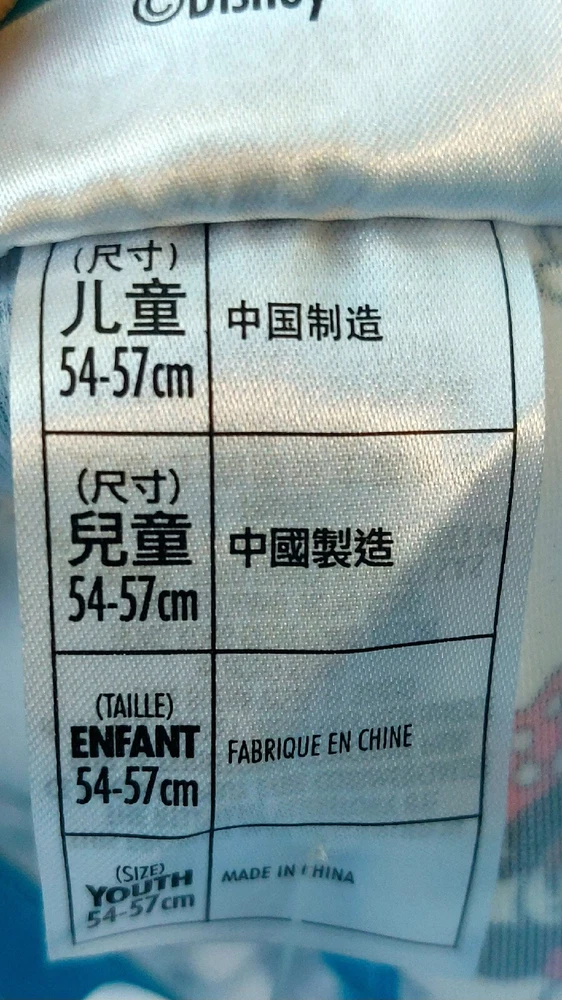 ©Disney
(尺寸)
儿童
54-57cm
中国制造
(尺寸)
兒童
54-57cm
中國製造
(TAILLE)
ENFANT
54-57cm
FABRIQUE EN CHINE
(SIZE)
YOUTH
54-57cm
MADE IN CHINA